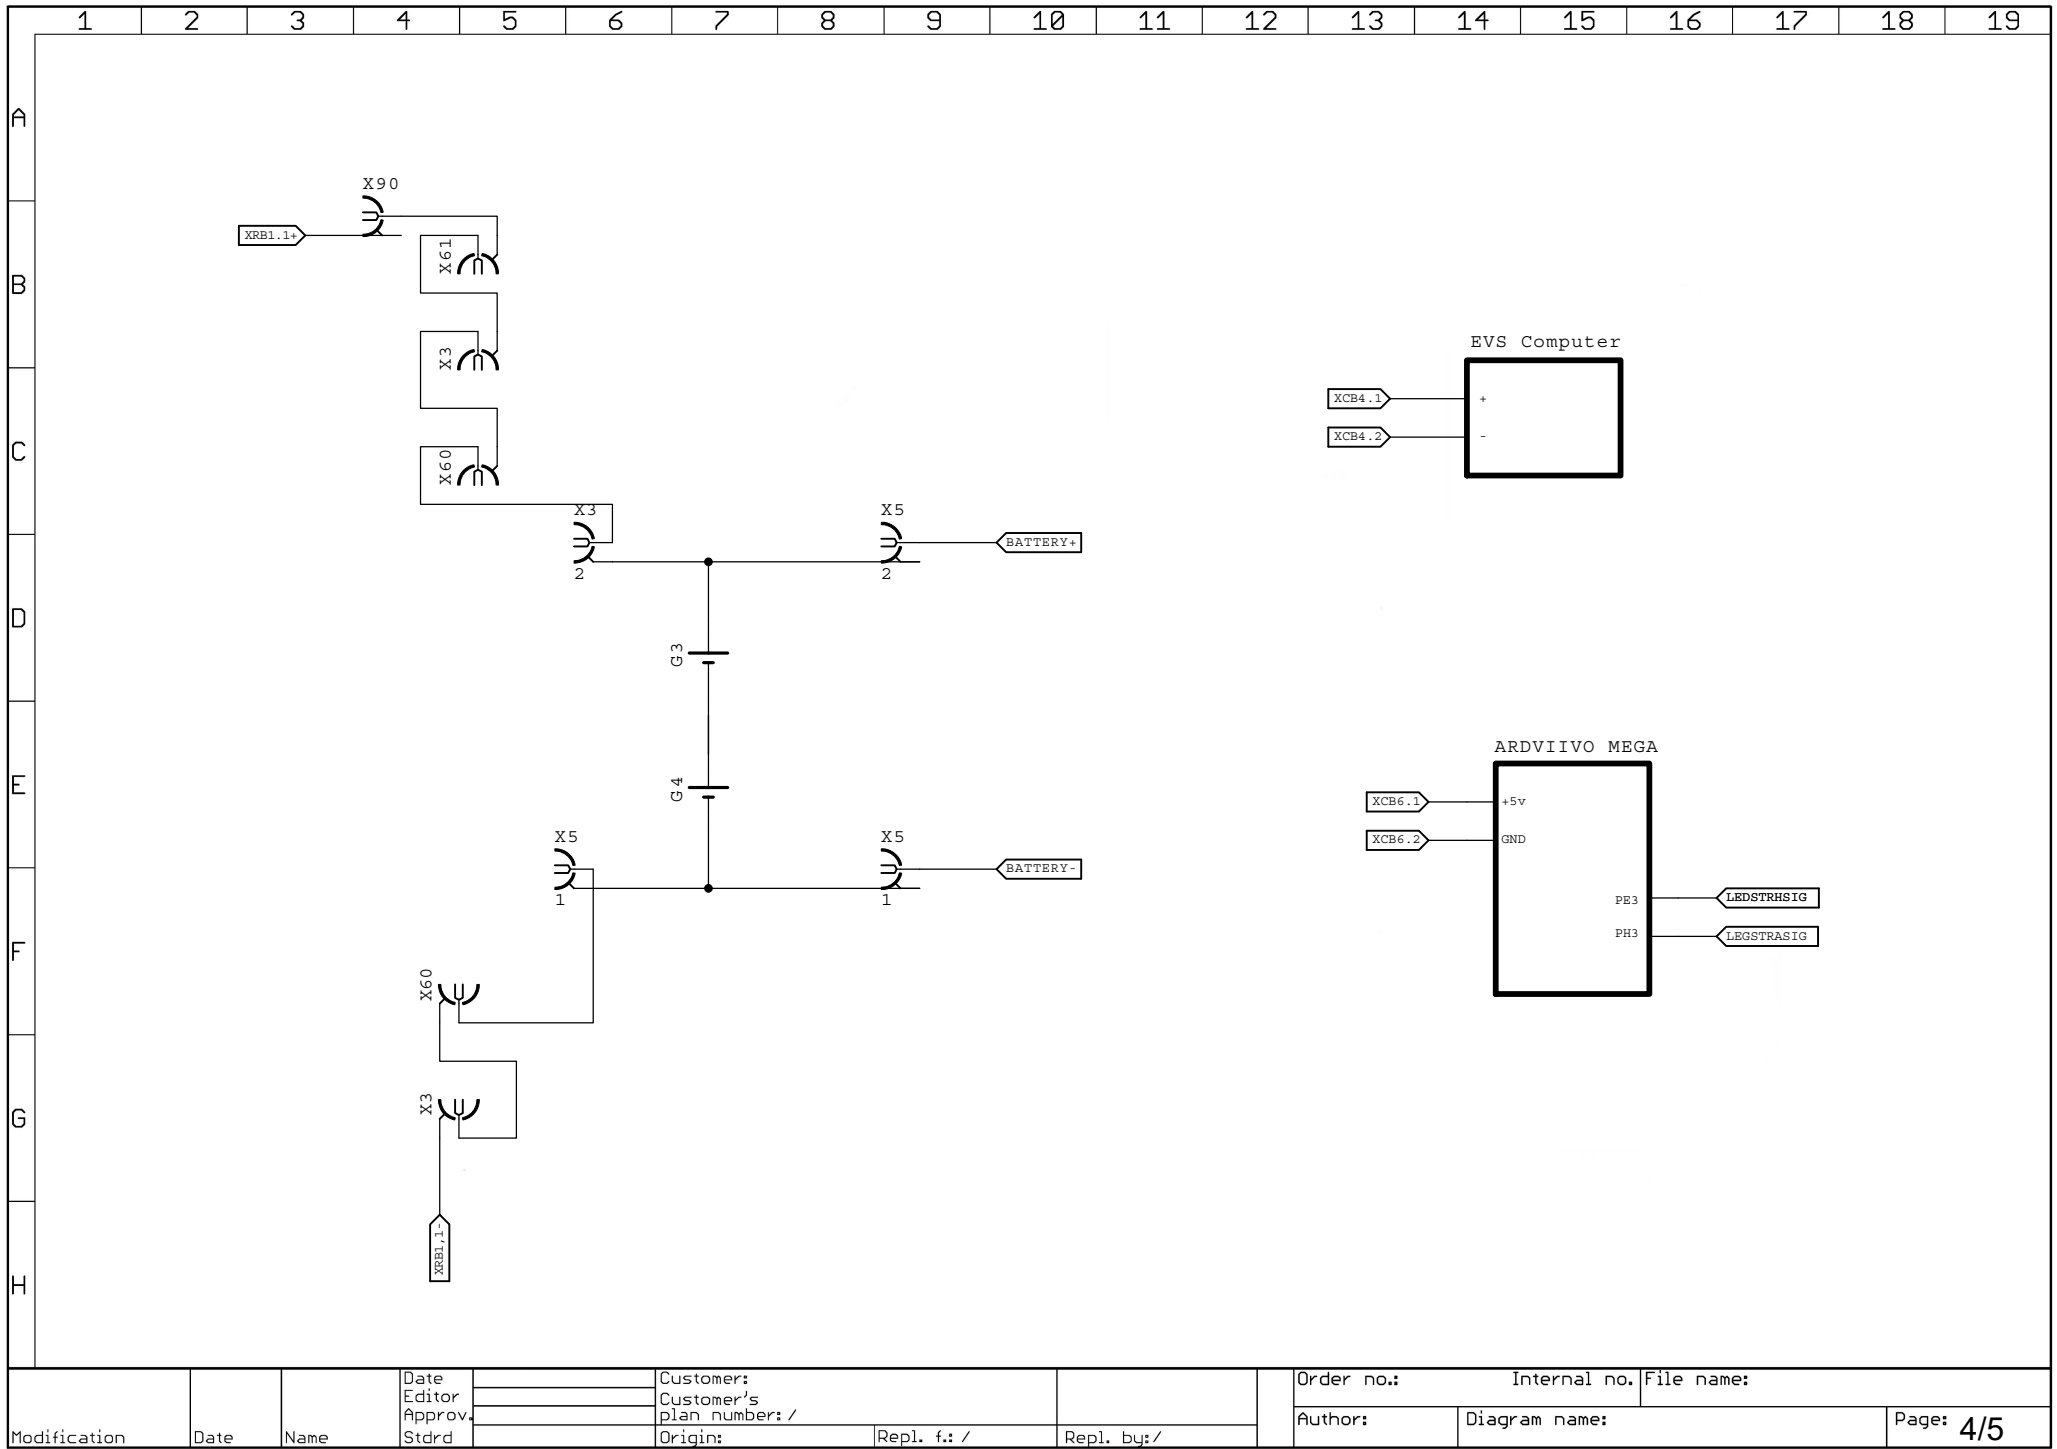 1 2 3 4 5 6 7 8 9 10 11 12 13 14 15 16 17 18 19
A
X90
XRB1.1+
B
X61
X3
EVS Computer
XCB4.1 +
XCB4.2 -
C
X60
X3 X5
BATTERY+
2 2
D
G3
ARDVIIVO MEGA
E
G4
XCB6.1 +5v
X5 X5
XCB6.2 GND
BATTERY-
1 1
PE3 LEDSTRHSIG
PH3 LEGSTRASIG
F
X60
X3
G
XRB1,1-
H
Date Customer: Order no.: Internal no. File name:
Editor Customer's
Approv. plan number: / Author: Diagram name: Page: 4/5
Modification Date Name Stdrd Origin: Repl. f.: / Repl. by: /